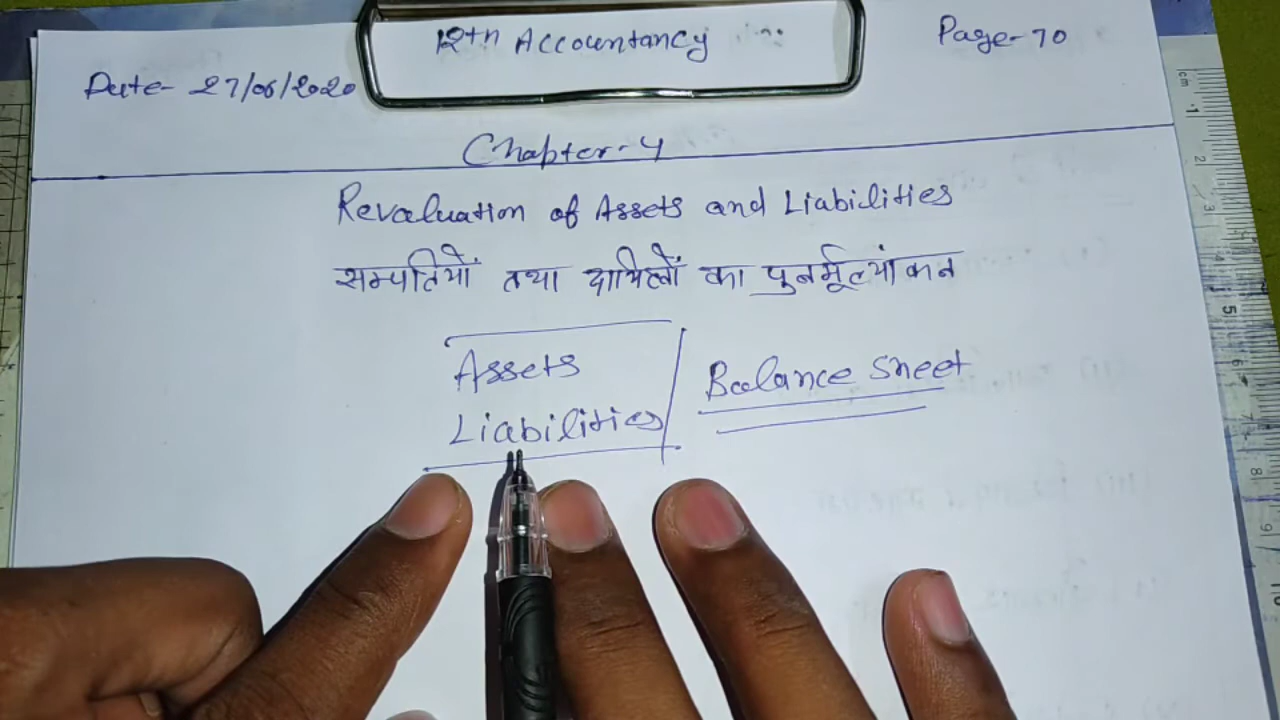 12th Accountancy
Page-70
Date- 27/06/2020
Chapter-4
Revaluation of Assets and Liabilities
सम्पतियों तथा दायित्वों का पुनर्मूल्यांकन
Assets
Liabilities
Balance Sheet